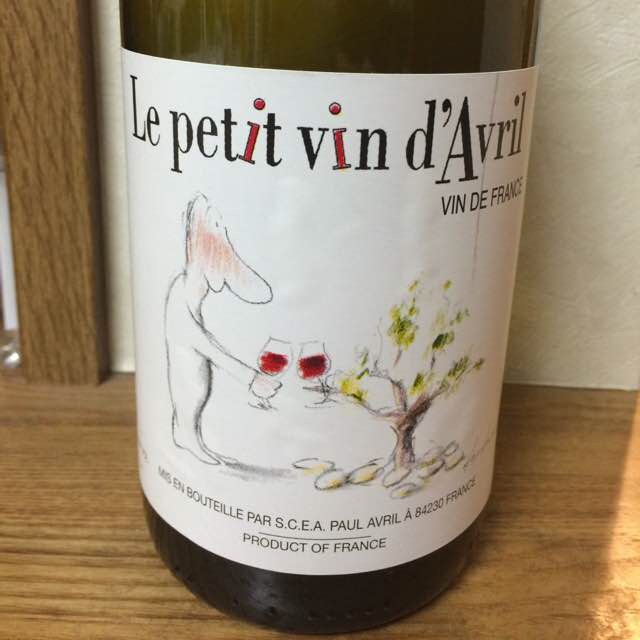 Le petit vin d'Avril
VIN DE FRANCE
MIS EN BOUTEILLE PAR S.C.E.A. PAUL AVRIL À 84230 FRANCE
PRODUCT OF FRANCE